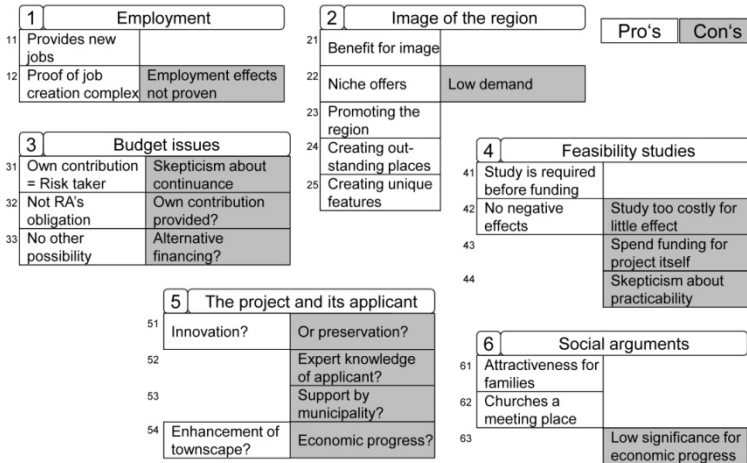 1 Employment
11 Provides new
jobs
12 Proof of job
creation complex
Employment effects
not proven
2 Image of the region
21 Benefit for image
22 Niche offers
Low demand
23 Promoting the
region
24 Creating out-
standing places
25 Creating unique
features
Pro's Con's
3 Budget issues
31 Own contribution
= Risk taker
Skepticism about
continuance
32 Not RA's
obligation
Own contribution
provided?
33 No other
possibility
Alternative
financing?
4 Feasibility studies
41 Study is required
before funding
42 No negative
effects
Study too costly for
little effect
43 Spend funding for
project itself
44 Skepticism about
practicability
5 The project and its applicant
51 Innovation?
Or preservation?
52 Expert knowledge
of applicant?
53 Support by
municipality?
54 Enhancement of
townscape?
Economic progress?
6 Social arguments
61 Attractiveness for
families
62 Churches a
meeting place
63 Low significance for
economic progress